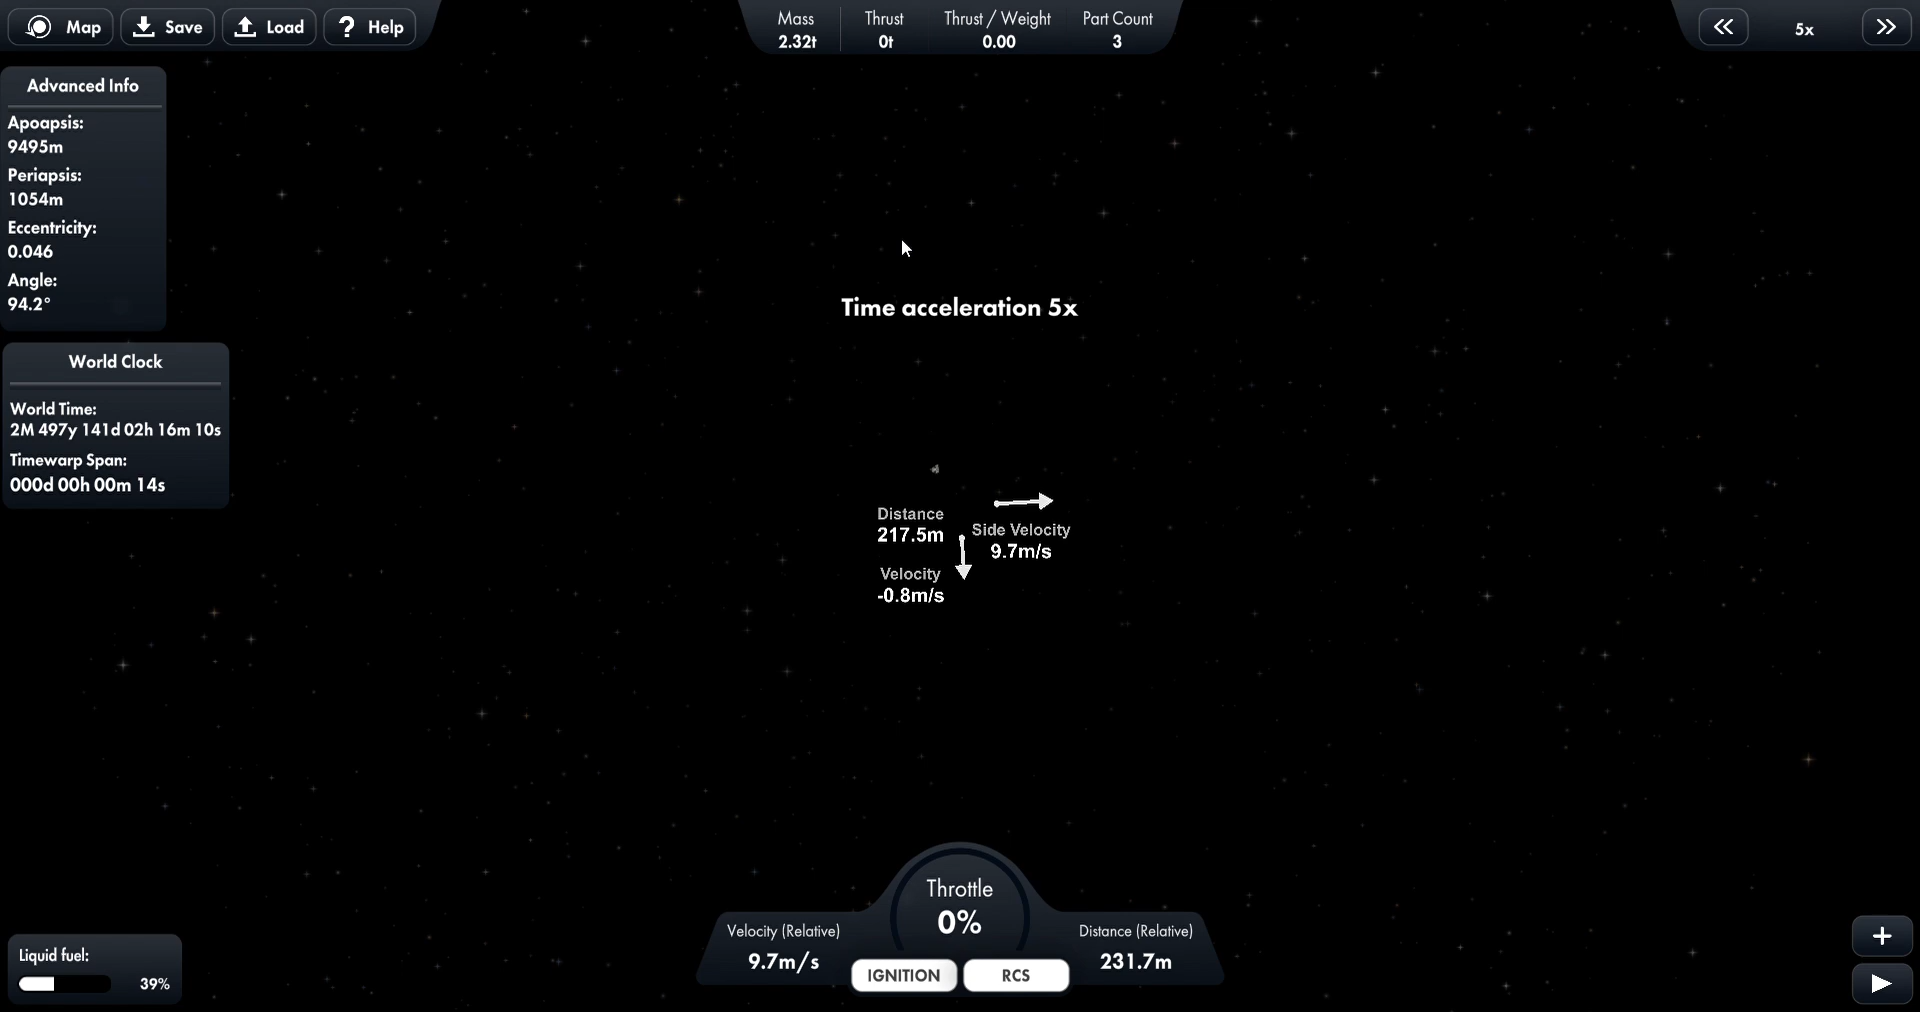 Map
Save
Load
Help
Mass
2.32t
Thrust
0t
Thrust / Weight
0.00
Part Count
3
5x
Advanced Info
Apoapsis:
9495m
Periapsis:
1054m
Eccentricity:
0.046
Angle:
94.2°
World Clock
World Time:
2M 497y 141d 02h 16m 10s
Timewarp Span:
000d 00h 00m 14s
Time acceleration 5x
Distance
217.5m
Side Velocity
9.7m/s
Velocity
-0.8m/s
Throttle
0%
Velocity (Relative)
9.7m/s
IGNITION
RCS
Distance (Relative)
231.7m
Liquid fuel:
39%